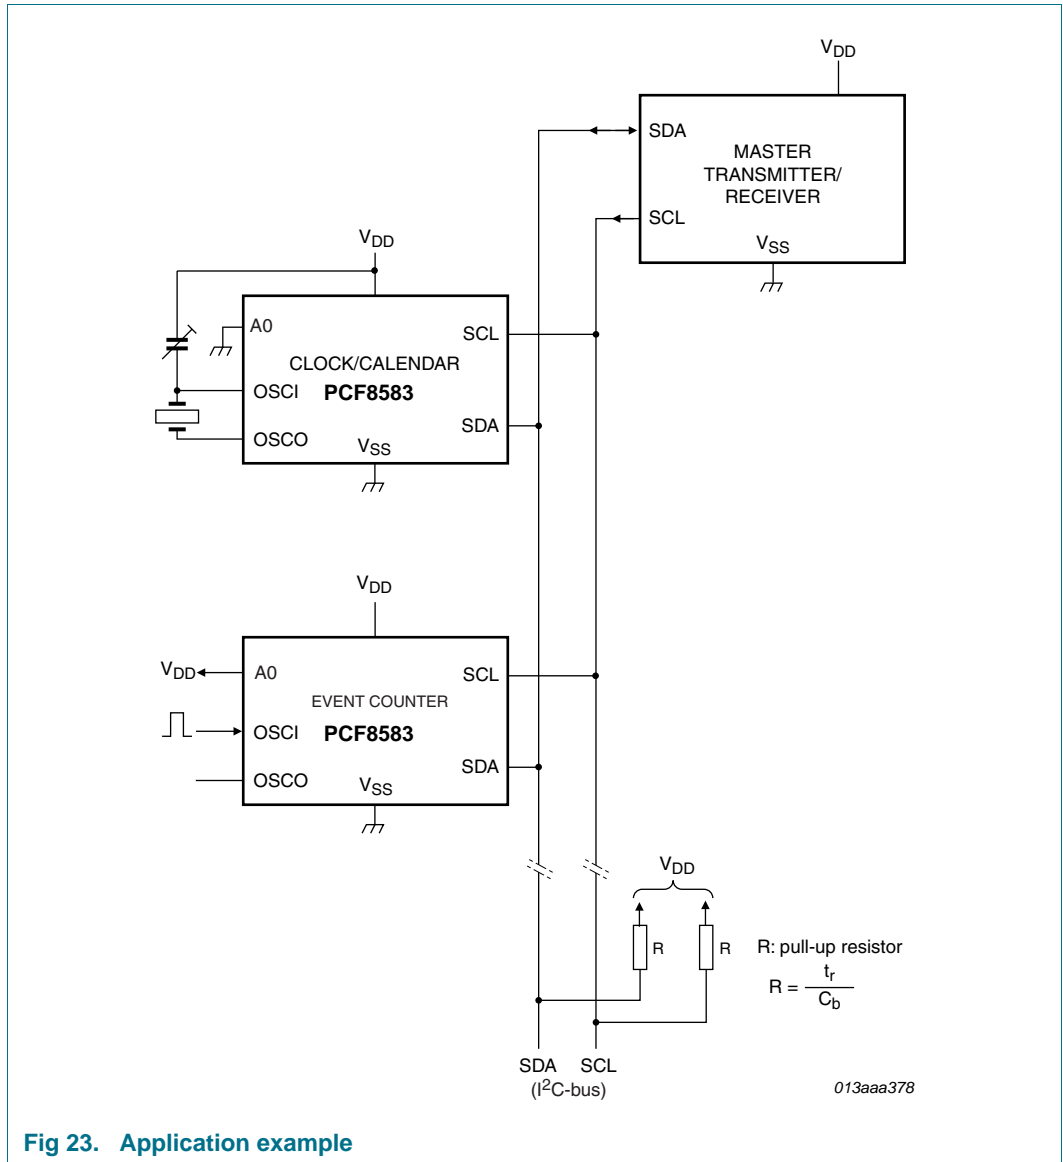 VDD
SDA
MASTER
TRANSMITTER/
RECEIVER
SCL
VSS
VDD
A0
SCL
CLOCK/CALENDAR
OSCI PCF8583
SDA
OSCO
VSS
VDD
VDD
A0
SCL
EVENT COUNTER
OSCI PCF8583
SDA
OSCO
VSS
VDD
R
R
R: pull-up resistor
R = tr
Cb
SDA SCL
(I²C-bus)
013aaa378
Fig 23. Application example